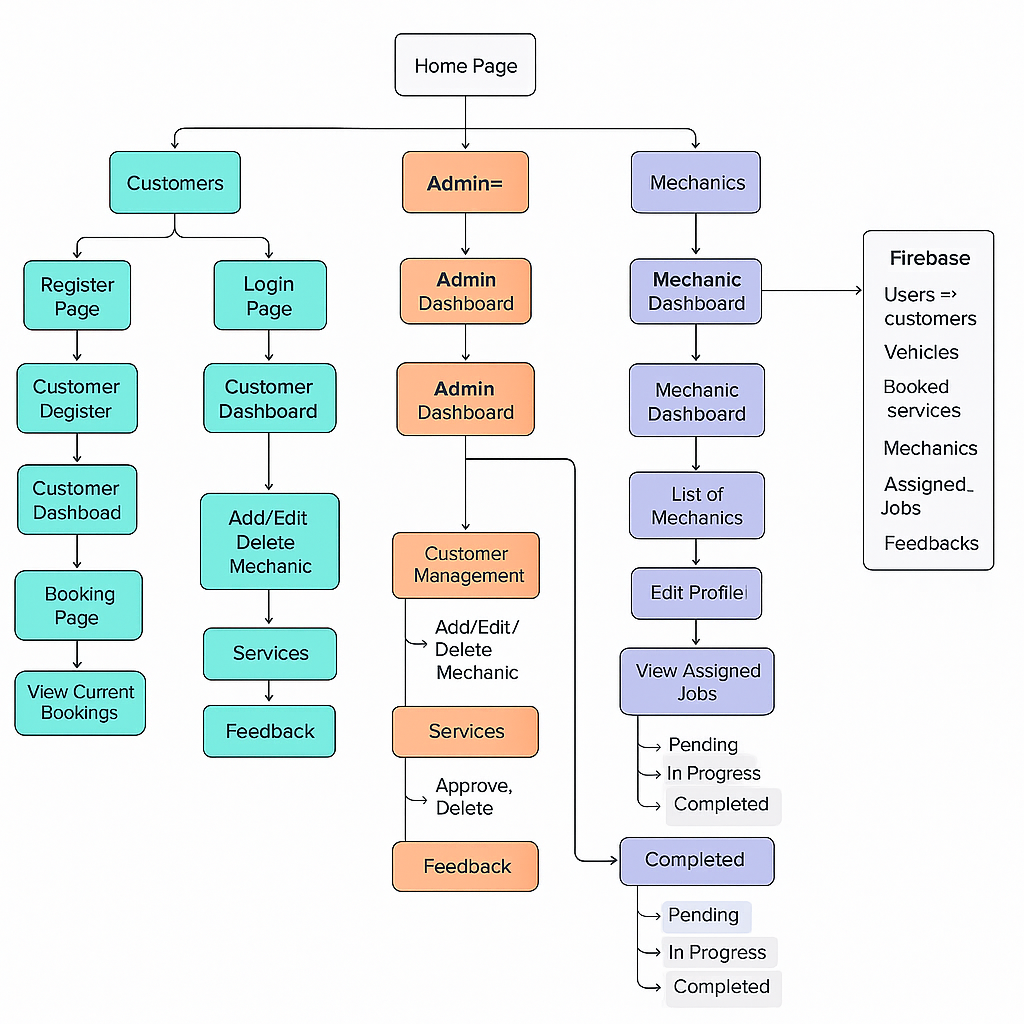 Home Page
Customers
Admin=
Mechanics
Register
Page
Login
Page
Admin
Dashboard
Mechanic
Dashboard
Firebase
Users =>
customers
Vehicles
Booked
services
Mechanics
Assigned_
Jobs
Feedbacks
Customer
Degister
Customer
Dashboard
Admin
Dashboard
Mechanic
Dashboard
Customer
Dashboad
Add/Edit
Delete
Mechanic
Customer
Management
List of
Mechanics
Booking
Page
Services
Add/Edit/
Delete
Mechanic
Edit Profile
View Current
Bookings
Feedback
Services
View Assigned
Jobs
Pending
In Progress
Completed
Approve,
Delete
Feedback
Completed
Pending
In Progress
Completed